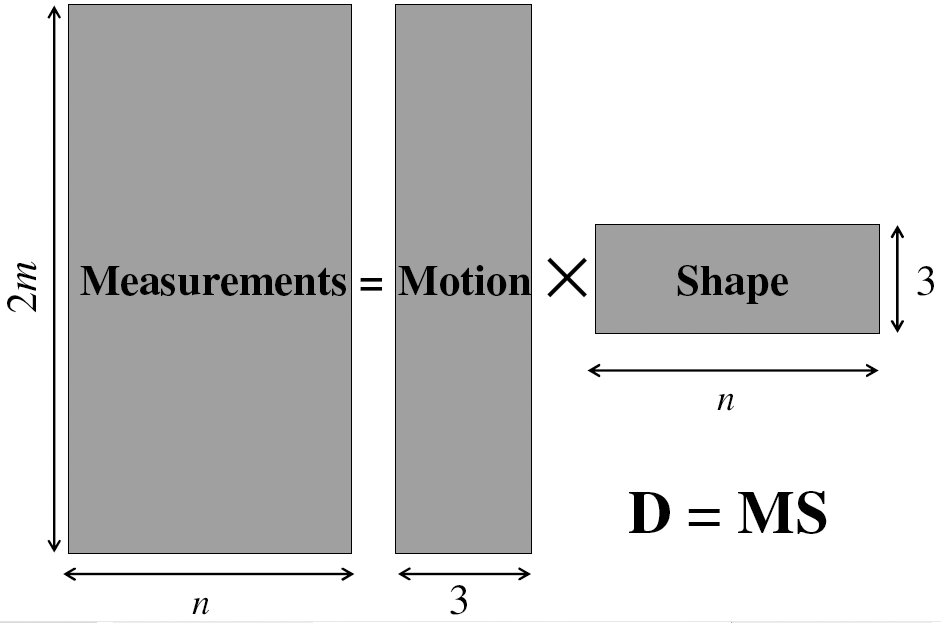 2m
Measurements = Motion × Shape
3
n
D = MS
n
3